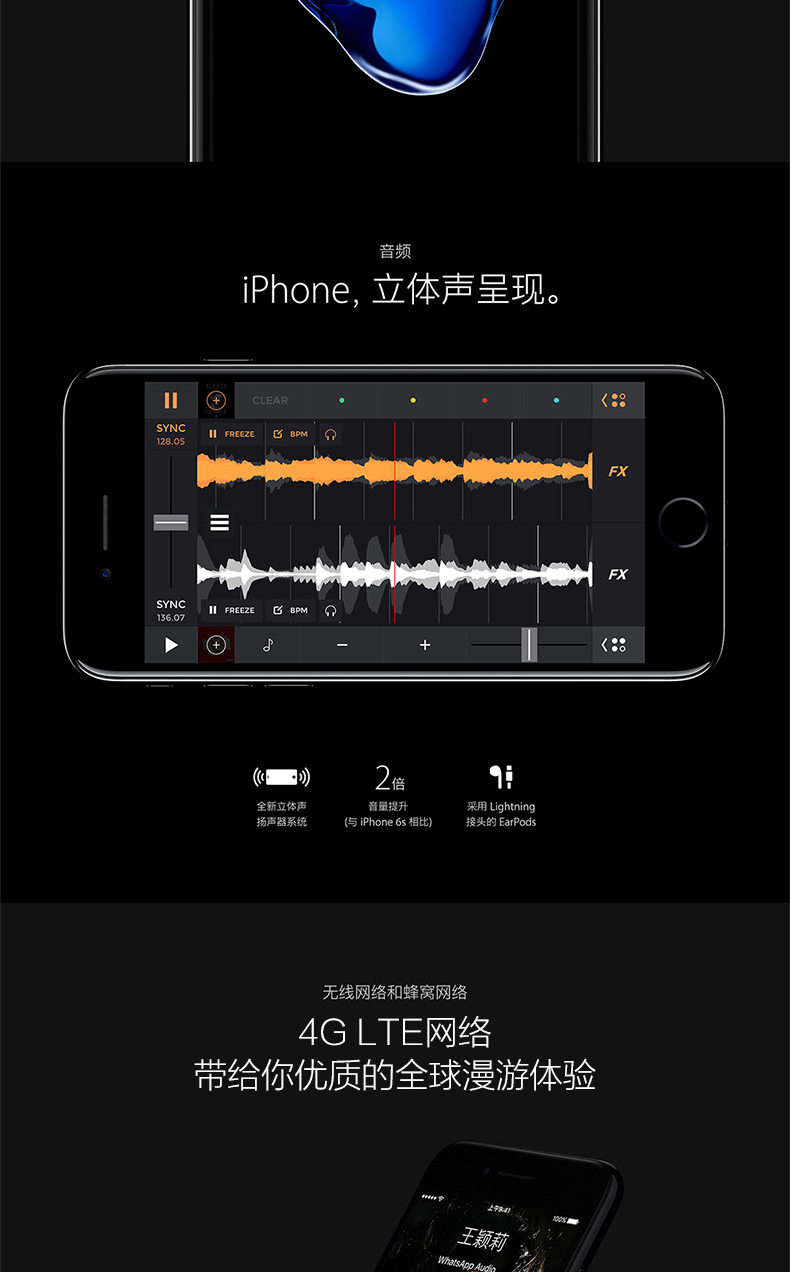 音频
iPhone, 立体声呈现。
CLEAR
SYNC
128.05
FREEZE
BPM
FX
FX
SYNC
136.07
FREEZE
BPM
2倍
全新立体声
扬声器系统
音量提升
(与 iPhone 6s 相比)
采用 Lightning
接头的 EarPods
无线网络和蜂窝网络
4G LTE网络
带给你优质的全球漫游体验
上午9:41
100%
王颖莉
WhatsApp Audio